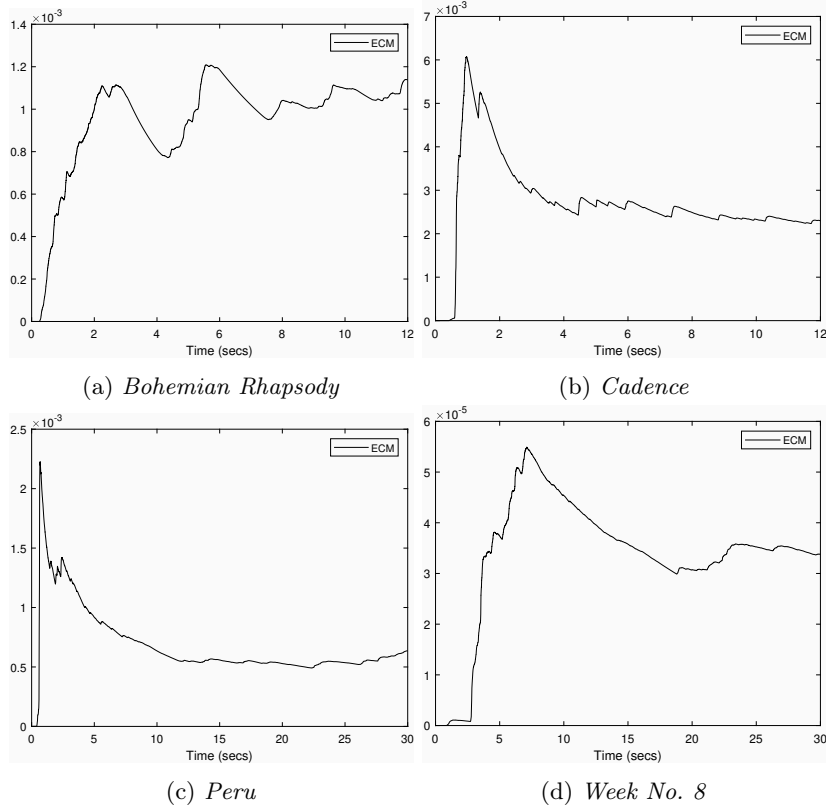 ×10⁻³
1.4
1.2
1
0.8
0.6
0.4
0.2
0
ECM
0 2 4 6 8 10 12
Time (secs)
(a) Bohemian Rhapsody
×10⁻³
7
6
5
4
3
2
1
0
ECM
0 2 4 6 8 10 12
Time (secs)
(b) Cadence
×10⁻³
2.5
2
1.5
1
0.5
0
ECM
0 5 10 15 20 25 30
Time (secs)
(c) Peru
×10⁻⁵
6
5
4
3
2
1
0
ECM
0 5 10 15 20 25 30
Time (secs)
(d) Week No. 8